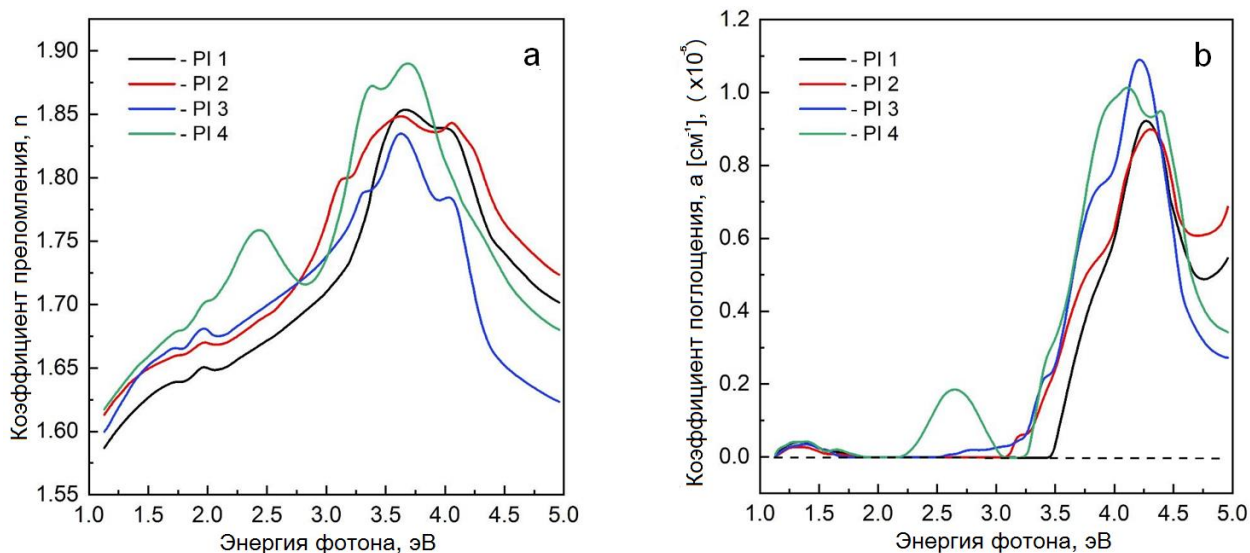 a
- PI 1
- PI 2
- PI 3
- PI 4
Коэффициент преломления, n
1.90
1.85
1.80
1.75
1.70
1.65
1.60
1.55
1.0 1.5 2.0 2.5 3.0 3.5 4.0 4.5 5.0
Энергия фотона, эВ
b
- PI 1
- PI 2
- PI 3
- PI 4
Коэффициент поглощения, a [см⁻¹], (x10⁻⁵)
1.2
1.0
0.8
0.6
0.4
0.2
0.0
1.0 1.5 2.0 2.5 3.0 3.5 4.0 4.5 5.0
Энергия фотона, эВ